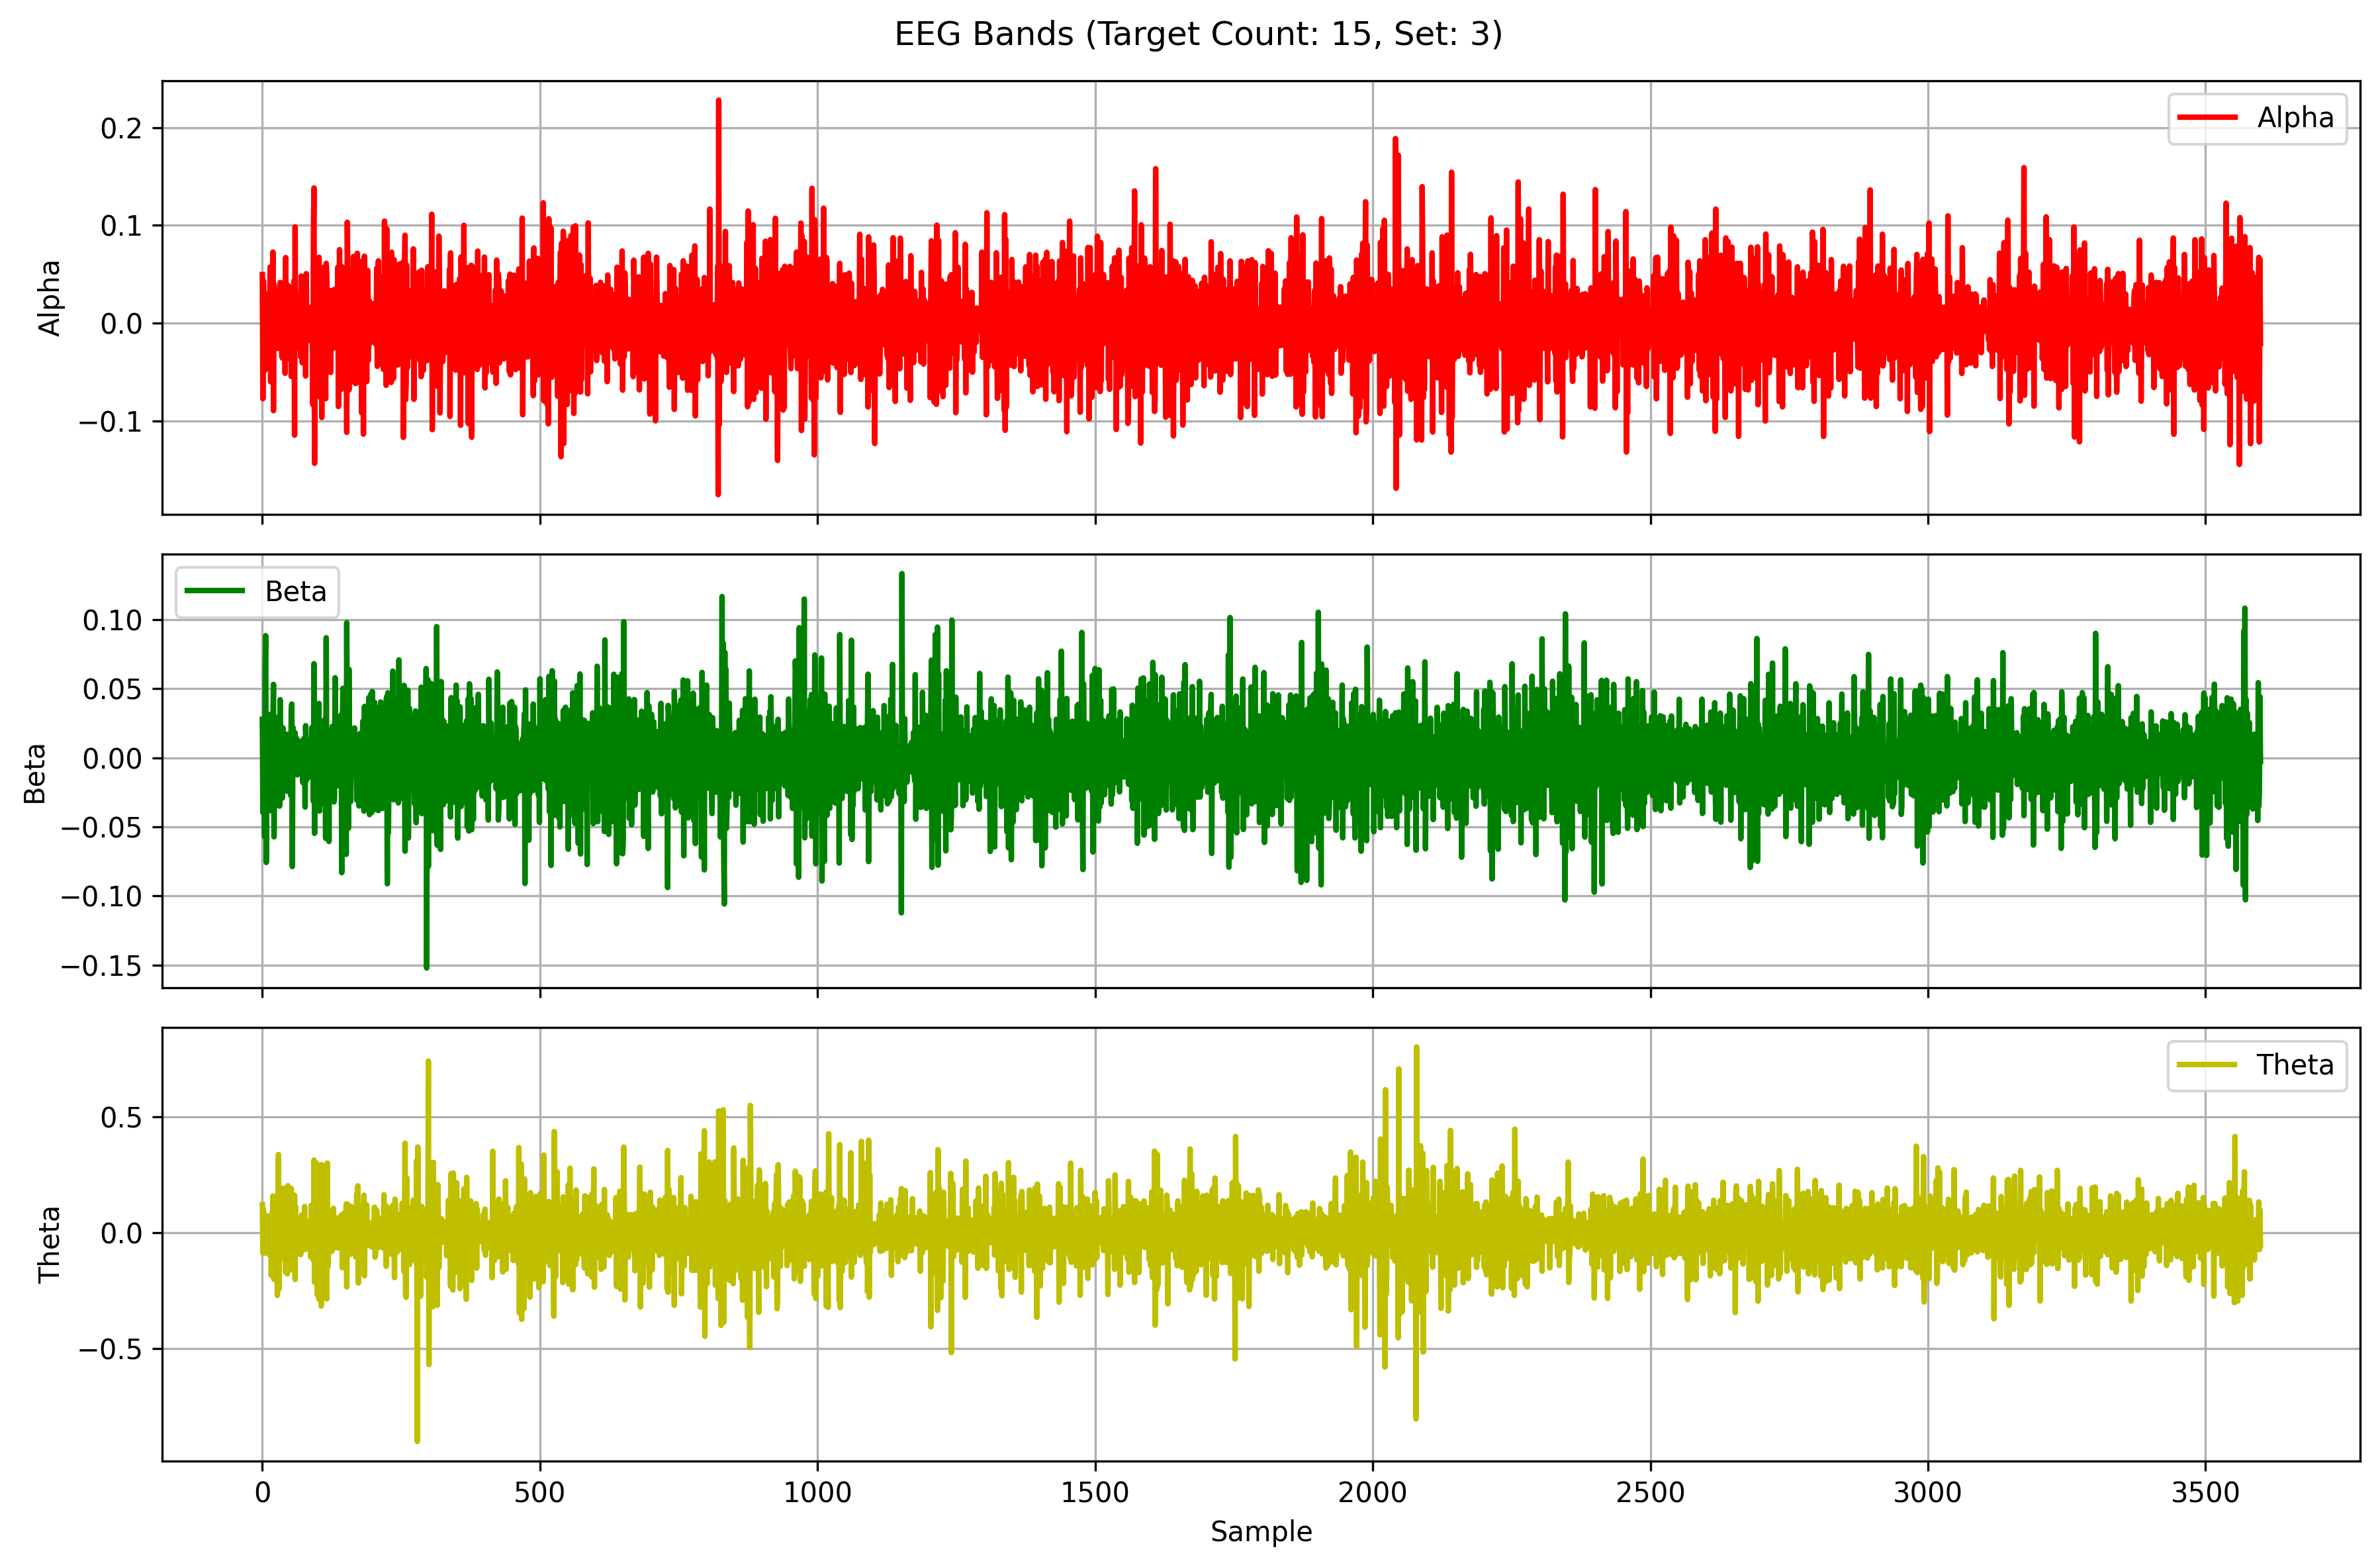 EEG Bands (Target Count: 15, Set: 3)
Alpha
0.2
0.1
0.0
−0.1
Alpha
Beta
0.10
0.05
0.00
−0.05
−0.10
−0.15
Beta
Theta
0.5
0.0
−0.5
Theta
0 500 1000 1500 2000 2500 3000 3500
Sample